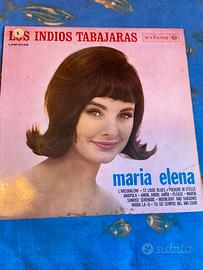 LOS INDIOS TABAJARAS
RCA VICTOR
maria elena
L'ARCOBALENO • ST. LOUIS BLUES • POLVERE DI STELLE
AMAPOLA • AMOR, AMOR, AMOR • PLEASE • MARTA
SUNRISE SERENADE • MOONLIGHT AND SHADOWS
MARIA LA-O • TU SEI SEMPRE NEL MIO CUOR
subito